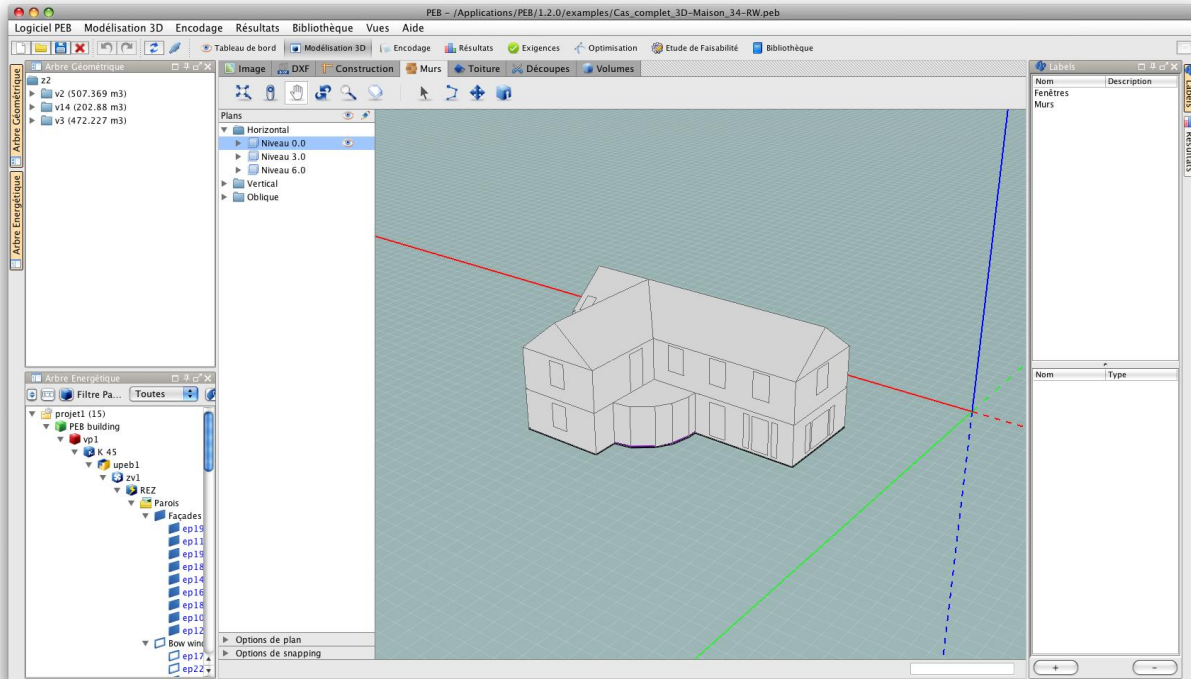 PEB - /Applications/PEB/1.2.0/examples/Cas_complet_3D-Maison_34-RW.peb
Logiciel PEB Modélisation 3D Encodage Résultats Bibliothèque Vues Aide
Tableau de bord Modélisation 3D Encodage Résultats Exigences Optimisation Etude de Faisabilité Bibliothèque
Arbre Géométrique
Arbre Energétique
Arbre Géométrique
z2
v2 (507.369 m3)
v14 (202.88 m3)
v3 (472.227 m3)
Arbre Energétique
Filtre Pa... Toutes
projet1 (15)
PEB building
vp1
K 45
upeb1
zv1
REZ
Parois
Façades
ep19
ep11
ep19
ep18
ep14
ep16
ep18
ep10
ep12
Bow wind
ep17
ep22
Image DXF Construction Murs Toiture Découpes Volumes
Plans
Horizontal
Niveau 0.0
Niveau 3.0
Niveau 6.0
Vertical
Oblique
Options de plan
Options de snapping
Labels
Nom Description
Fenêtres
Murs
Nom Type
+ -
Labels
Résultats